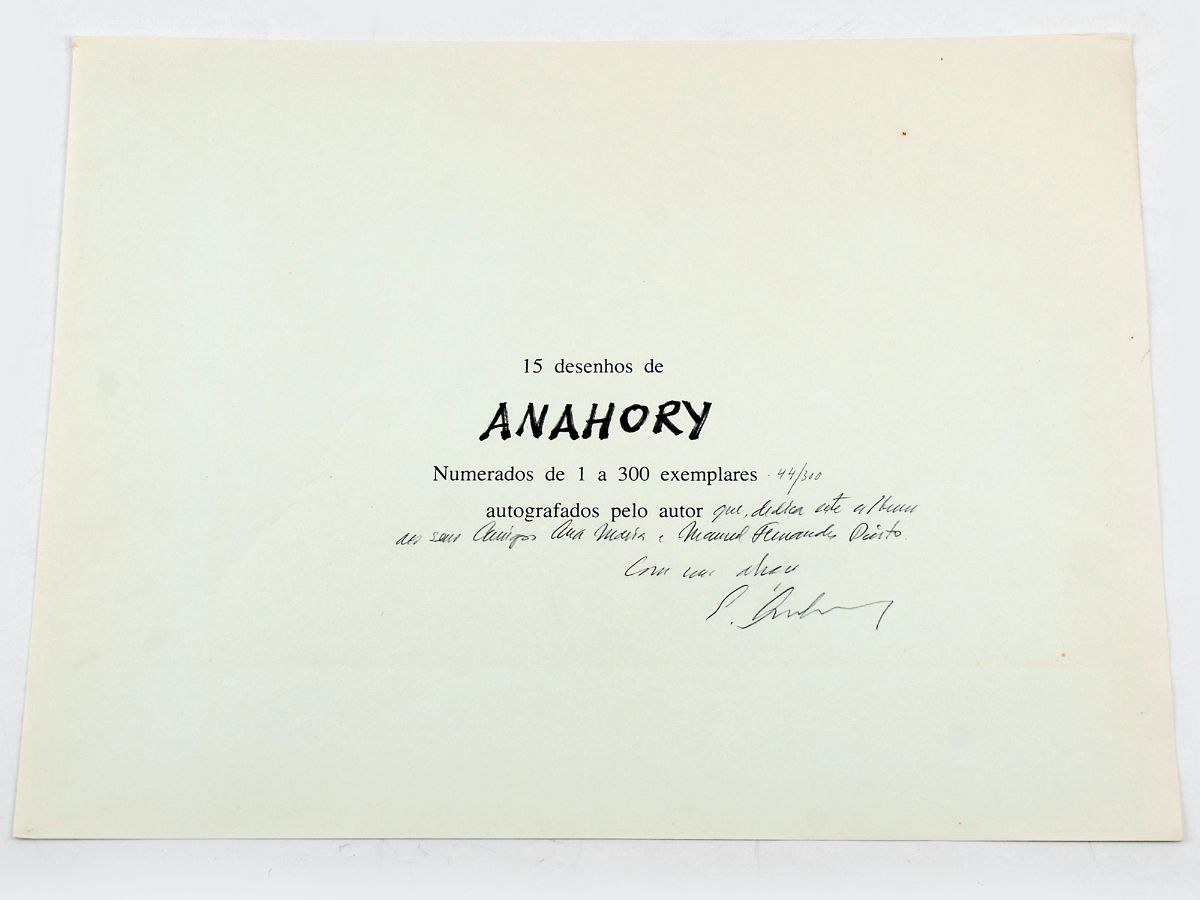 15 desenhos de
ANAHORY
Numerados de 1 a 300 exemplares 44/300
autografados pelo autor que, dedica este album
aos seus Amigos Ana Maria e Manuel Fernandes
Com um abraço